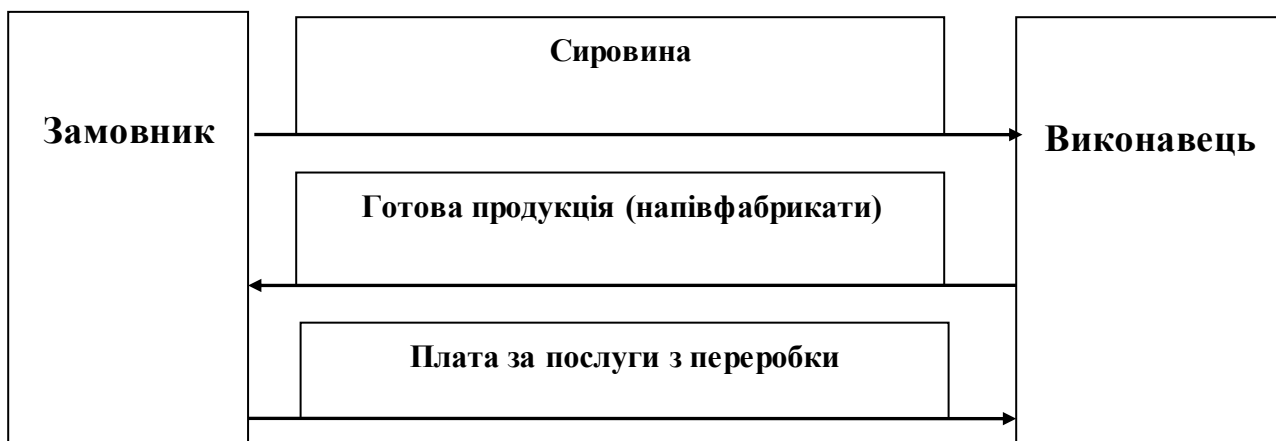 Сировина
Замовник
Виконавець
Готова продукція (напівфабрикати)
Плата за послуги з переробки